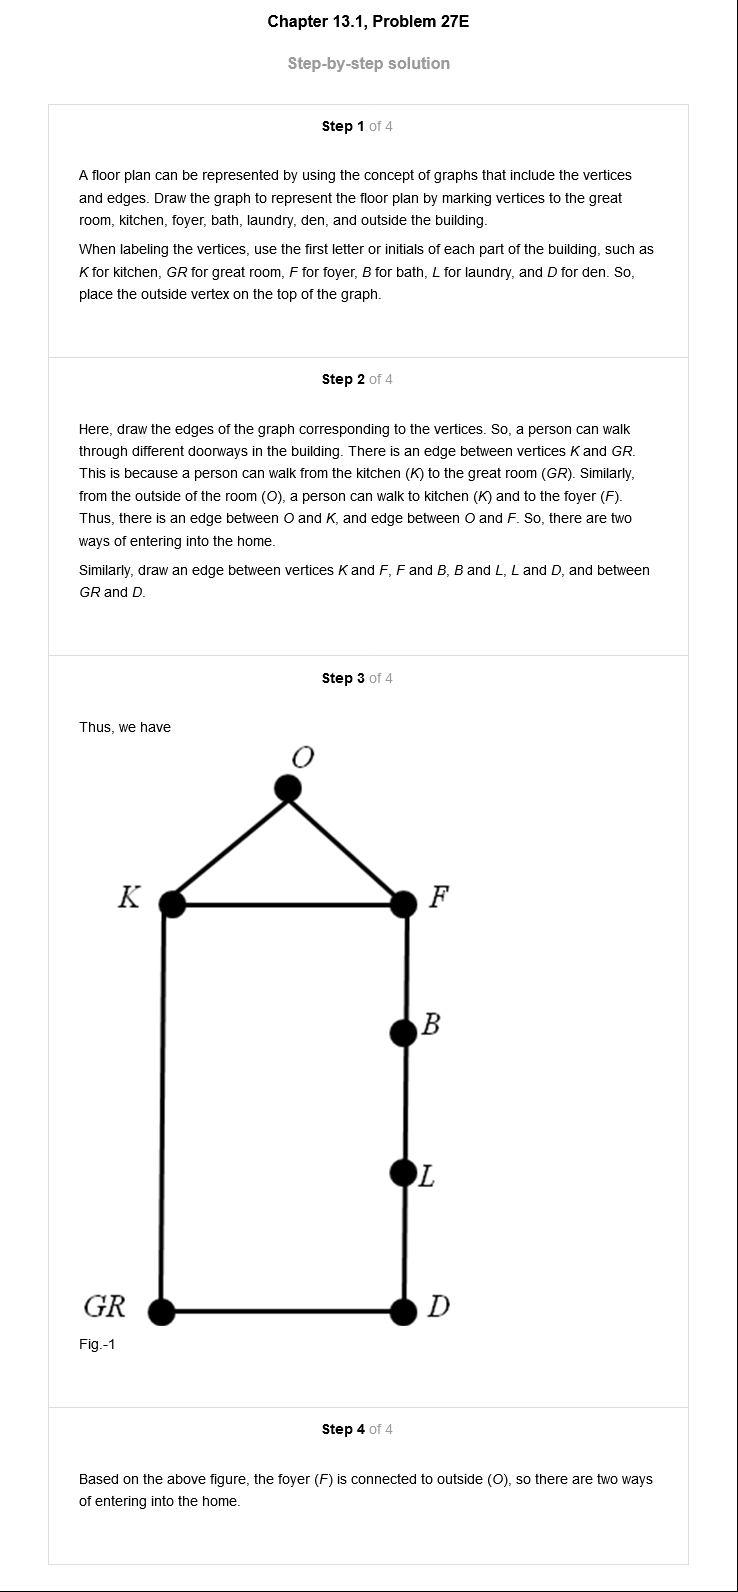 Chapter 13.1, Problem 27E
Step-by-step solution
Step 1 of 4
A floor plan can be represented by using the concept of graphs that include the vertices
and edges. Draw the graph to represent the floor plan by marking vertices to the great
room, kitchen, foyer, bath, laundry, den, and outside the building.
When labeling the vertices, use the first letter or initials of each part of the building, such as
K for kitchen, GR for great room, F for foyer, B for bath, L for laundry, and D for den. So,
place the outside vertex on the top of the graph.
Step 2 of 4
Here, draw the edges of the graph corresponding to the vertices. So, a person can walk
through different doorways in the building. There is an edge between vertices K and GR.
This is because a person can walk from the kitchen (K) to the great room (GR). Similarly,
from the outside of the room (O), a person can walk to kitchen (K) and to the foyer (F).
Thus, there is an edge between O and K, and edge between O and F. So, there are two
ways of entering into the home.
Similarly, draw an edge between vertices K and F, F and B, B and L, L and D, and between
GR and D.
Step 3 of 4
Thus, we have
O
K
F
B
L
GR
D
Fig.-1
Step 4 of 4
Based on the above figure, the foyer (F) is connected to outside (O), so there are two ways
of entering into the home.